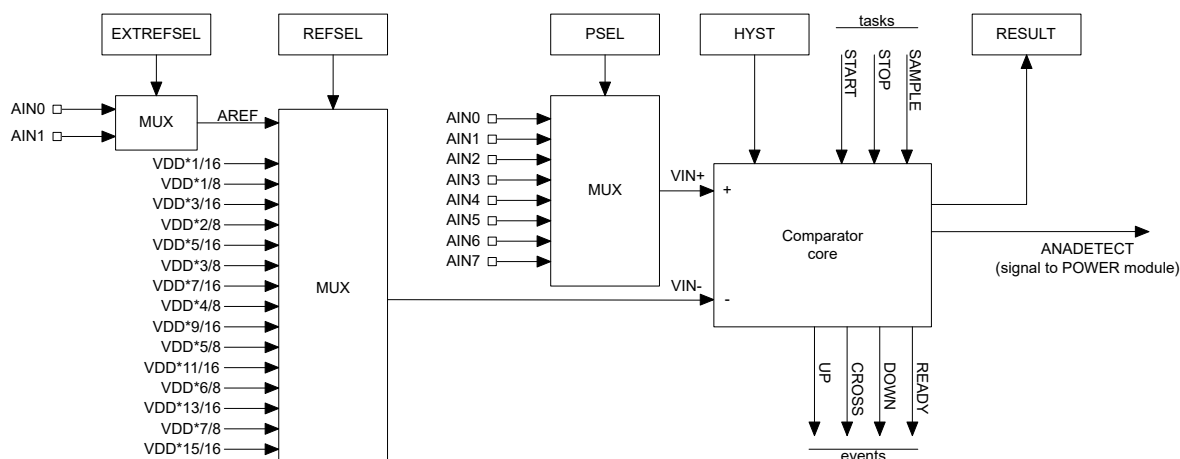 EXTREFSEL
REFSEL
PSEL
HYST
tasks
START
STOP
SAMPLE
RESULT
AIN0
AIN1
MUX
AREF
VDD*1/16
VDD*1/8
VDD*3/16
VDD*2/8
VDD*5/16
VDD*3/8
VDD*7/16
VDD*4/8
VDD*9/16
VDD*5/8
VDD*11/16
VDD*6/8
VDD*13/16
VDD*7/8
VDD*15/16
MUX
AIN0
AIN1
AIN2
AIN3
AIN4
AIN5
AIN6
AIN7
MUX
VIN+
VIN-
+
-
Comparator
core
ANADETECT
(signal to POWER module)
UP
CROSS
DOWN
READY
events